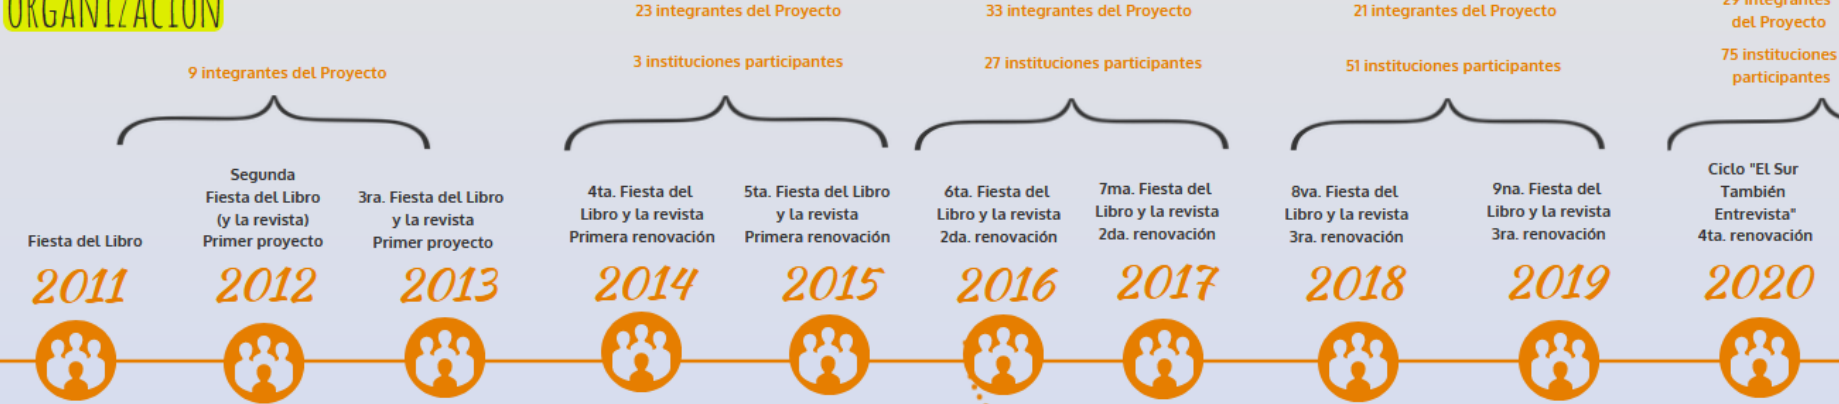 ORGANIZACIÓN
9 integrantes del Proyecto
23 integrantes del Proyecto
3 instituciones participantes
33 integrantes del Proyecto
27 instituciones participantes
21 integrantes del Proyecto
51 instituciones participantes
29 integrantes
del Proyecto
75 instituciones
participantes
Fiesta del Libro
2011
Segunda
Fiesta del Libro
(y la revista)
Primer proyecto
2012
3ra. Fiesta del Libro
y la revista
Primer proyecto
2013
4ta. Fiesta del
Libro y la revista
Primera renovación
2014
5ta. Fiesta del Libro
y la revista
Primera renovación
2015
6ta. Fiesta del
Libro y la revista
2da. renovación
2016
7ma. Fiesta del
Libro y la revista
2da. renovación
2017
8va. Fiesta del
Libro y la revista
3ra. renovación
2018
9na. Fiesta del
Libro y la revista
3ra. renovación
2019
Ciclo "El Sur
También
Entrevista"
4ta. renovación
2020